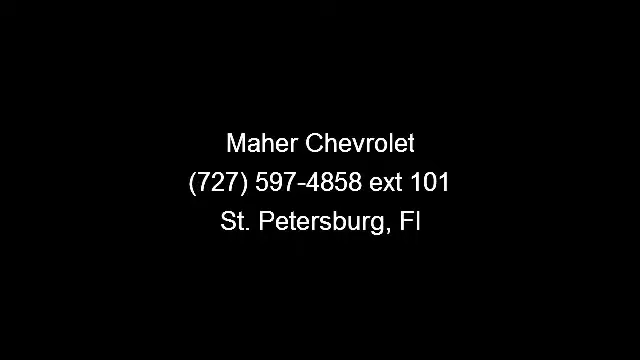 Maher Chevrolet
(727) 597-4858 ext 101
St. Petersburg, Fl